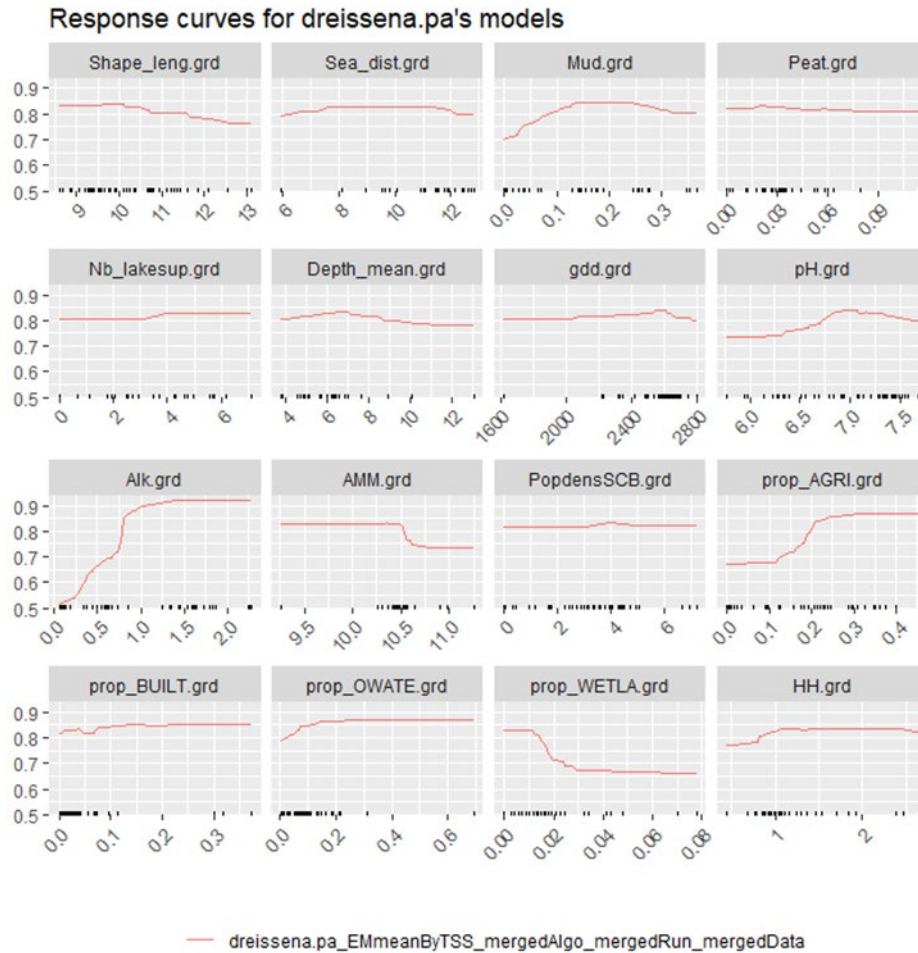 Response curves for dreissena.pa's models
Shape_leng.grd Sea_dist.grd Mud.grd Peat.grd
0.9
0.8
0.7
0.6
0.5
9 10 11 12 13 6 8 10 12 0.0 0.1 0.2 0.3 0.00 0.03 0.06 0.09
Nb_lakesup.grd Depth_mean.grd gdd.grd pH.grd
0.9
0.8
0.7
0.6
0.5
0 2 4 6 4 6 8 10 12 1600 2000 2400 2800 6.0 6.5 7.0 7.5
Alk.grd AMM.grd PopdensSCB.grd prop_AGRI.grd
0.9
0.8
0.7
0.6
0.5
0.0 0.5 1.0 1.5 2.0 9.5 10.0 10.5 11.0 0 2 4 6 0.0 0.1 0.2 0.3 0.4
prop_BUILT.grd prop_OWATE.grd prop_WETLA.grd HH.grd
0.9
0.8
0.7
0.6
0.5
0.0 0.1 0.2 0.3 0.0 0.2 0.4 0.6 0.00 0.02 0.04 0.06 0.08 1 2
dreissena.pa_EMmeanByTSS_mergedAlgo_mergedRun_mergedData